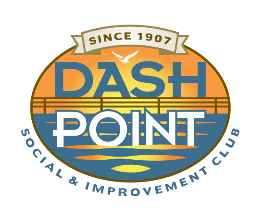 SINCE 1907
DASH
POINT
SOCIAL & IMPROVEMENT CLUB